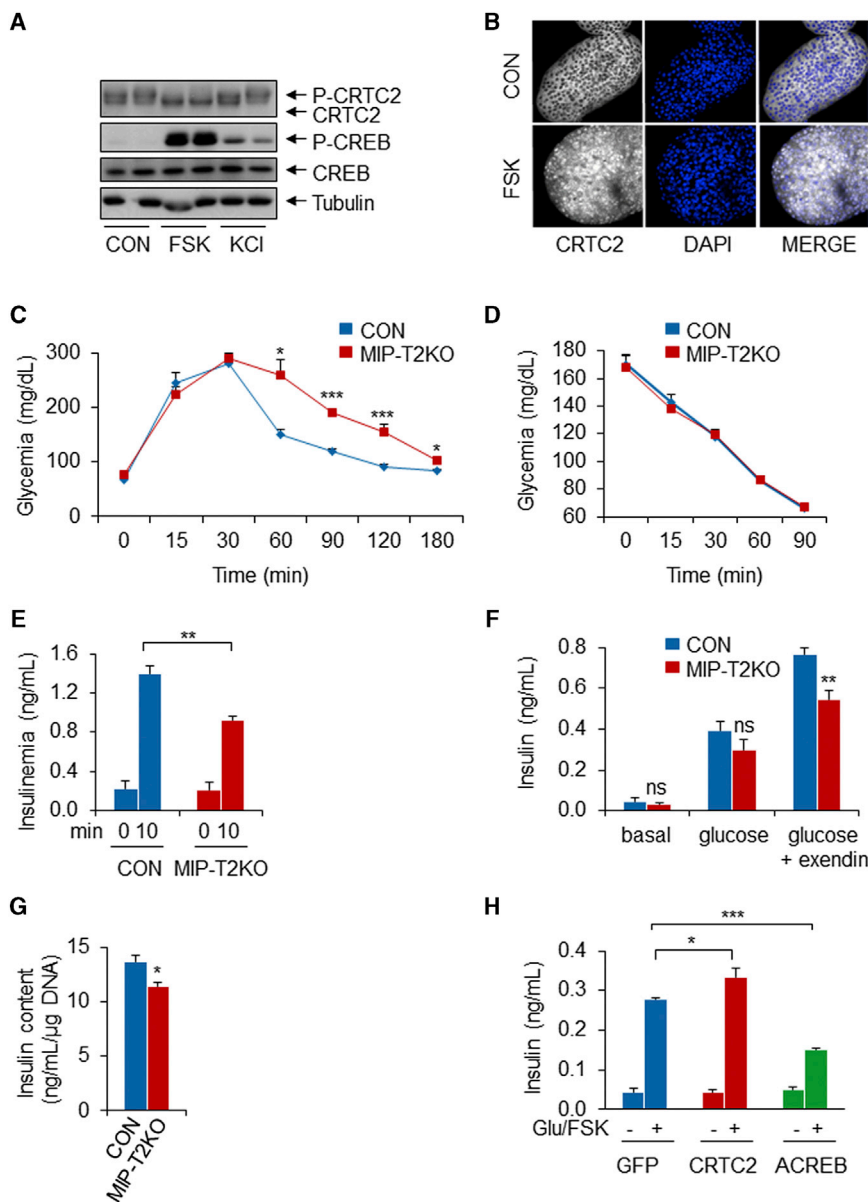 A
P-CRTC2
CRTC2
P-CREB
CREB
Tubulin
CON FSK KCl
B
CON
FSK
CRTC2 DAPI MERGE
C
CON
MIP-T2KO
Glycemia (mg/dL)
300
200
100
0
* *** *** *
0 15 30 60 90 120 180
Time (min)
D
CON
MIP-T2KO
Glycemia (mg/dL)
180
160
140
120
100
80
60
0 15 30 60 90
Time (min)
E
**
Insulinemia (ng/mL)
1.6
1.2
0.8
0.4
0.0
min 0 10 0 10
CON MIP-T2KO
F
CON
MIP-T2KO
Insulin (ng/mL)
0.8
0.6
0.4
0.2
0.0
ns ns **
basal glucose glucose
+ exendin
G
Insulin content
(ng/mL/µg DNA)
15
10
5
0
*
CON
MIP-T2KO
H
***
*
Insulin (ng/mL)
0.4
0.3
0.2
0.1
0.0
Glu/FSK - + - + - +
GFP CRTC2 ACREB